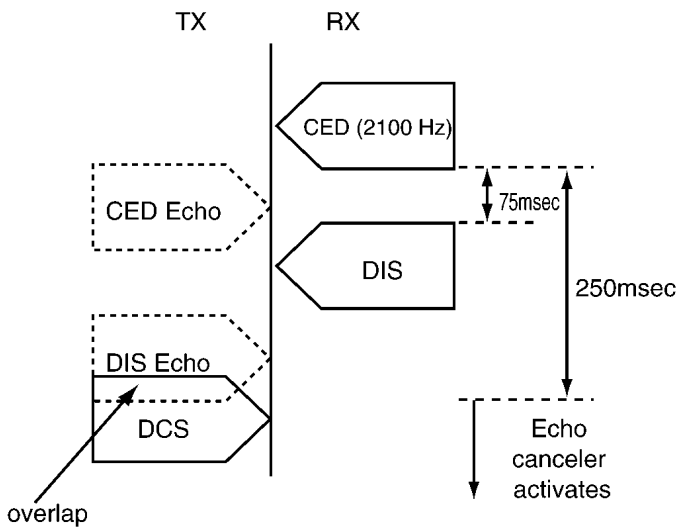 TX
RX
CED (2100 Hz)
CED Echo
75msec
DIS
250msec
DIS Echo
DCS
Echo
canceler
activates
overlap